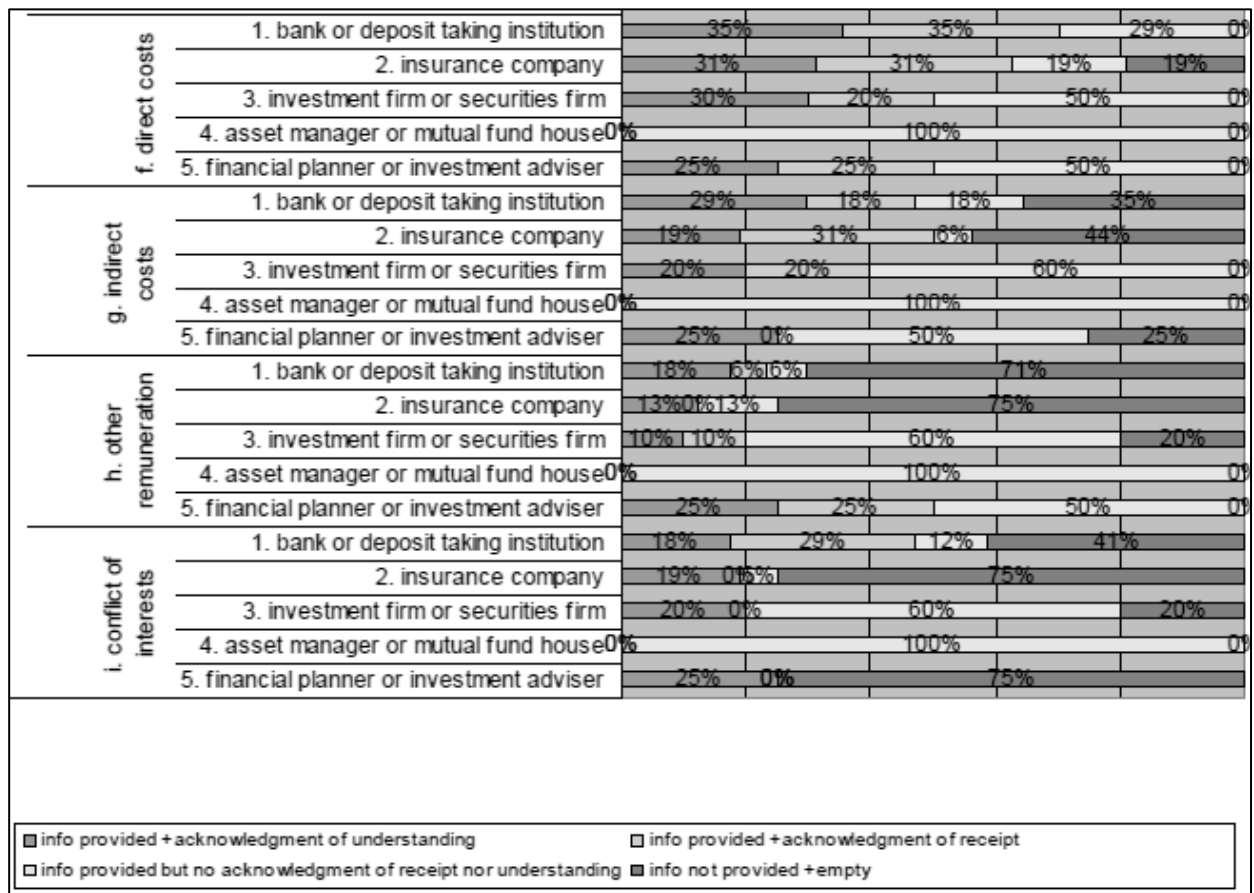 f. direct costs
1. bank or deposit taking institution 35% 35% 29% 0%
2. insurance company 31% 31% 19% 19%
3. investment firm or securities firm 30% 20% 50% 0%
4. asset manager or mutual fund house 0% 100% 0%
5. financial planner or investment adviser 25% 25% 50% 0%
g. indirect
costs
1. bank or deposit taking institution 29% 18% 18% 35%
2. insurance company 19% 31% 6% 44%
3. investment firm or securities firm 20% 20% 60% 0%
4. asset manager or mutual fund house 0% 100% 0%
5. financial planner or investment adviser 25% 0% 50% 25%
h. other
remuneration
1. bank or deposit taking institution 18% 6% 6% 71%
2. insurance company 13% 0% 13% 75%
3. investment firm or securities firm 10% 10% 60% 20%
4. asset manager or mutual fund house 0% 100% 0%
5. financial planner or investment adviser 25% 25% 50% 0%
i. conflict of
interests
1. bank or deposit taking institution 18% 29% 12% 41%
2. insurance company 19% 0% 6% 75%
3. investment firm or securities firm 20% 0% 60% 20%
4. asset manager or mutual fund house 0% 100% 0%
5. financial planner or investment adviser 25% 0% 75%
info provided +acknowledgment of understanding
info provided +acknowledgment of receipt
info provided but no acknowledgment of receipt nor understanding
info not provided +empty